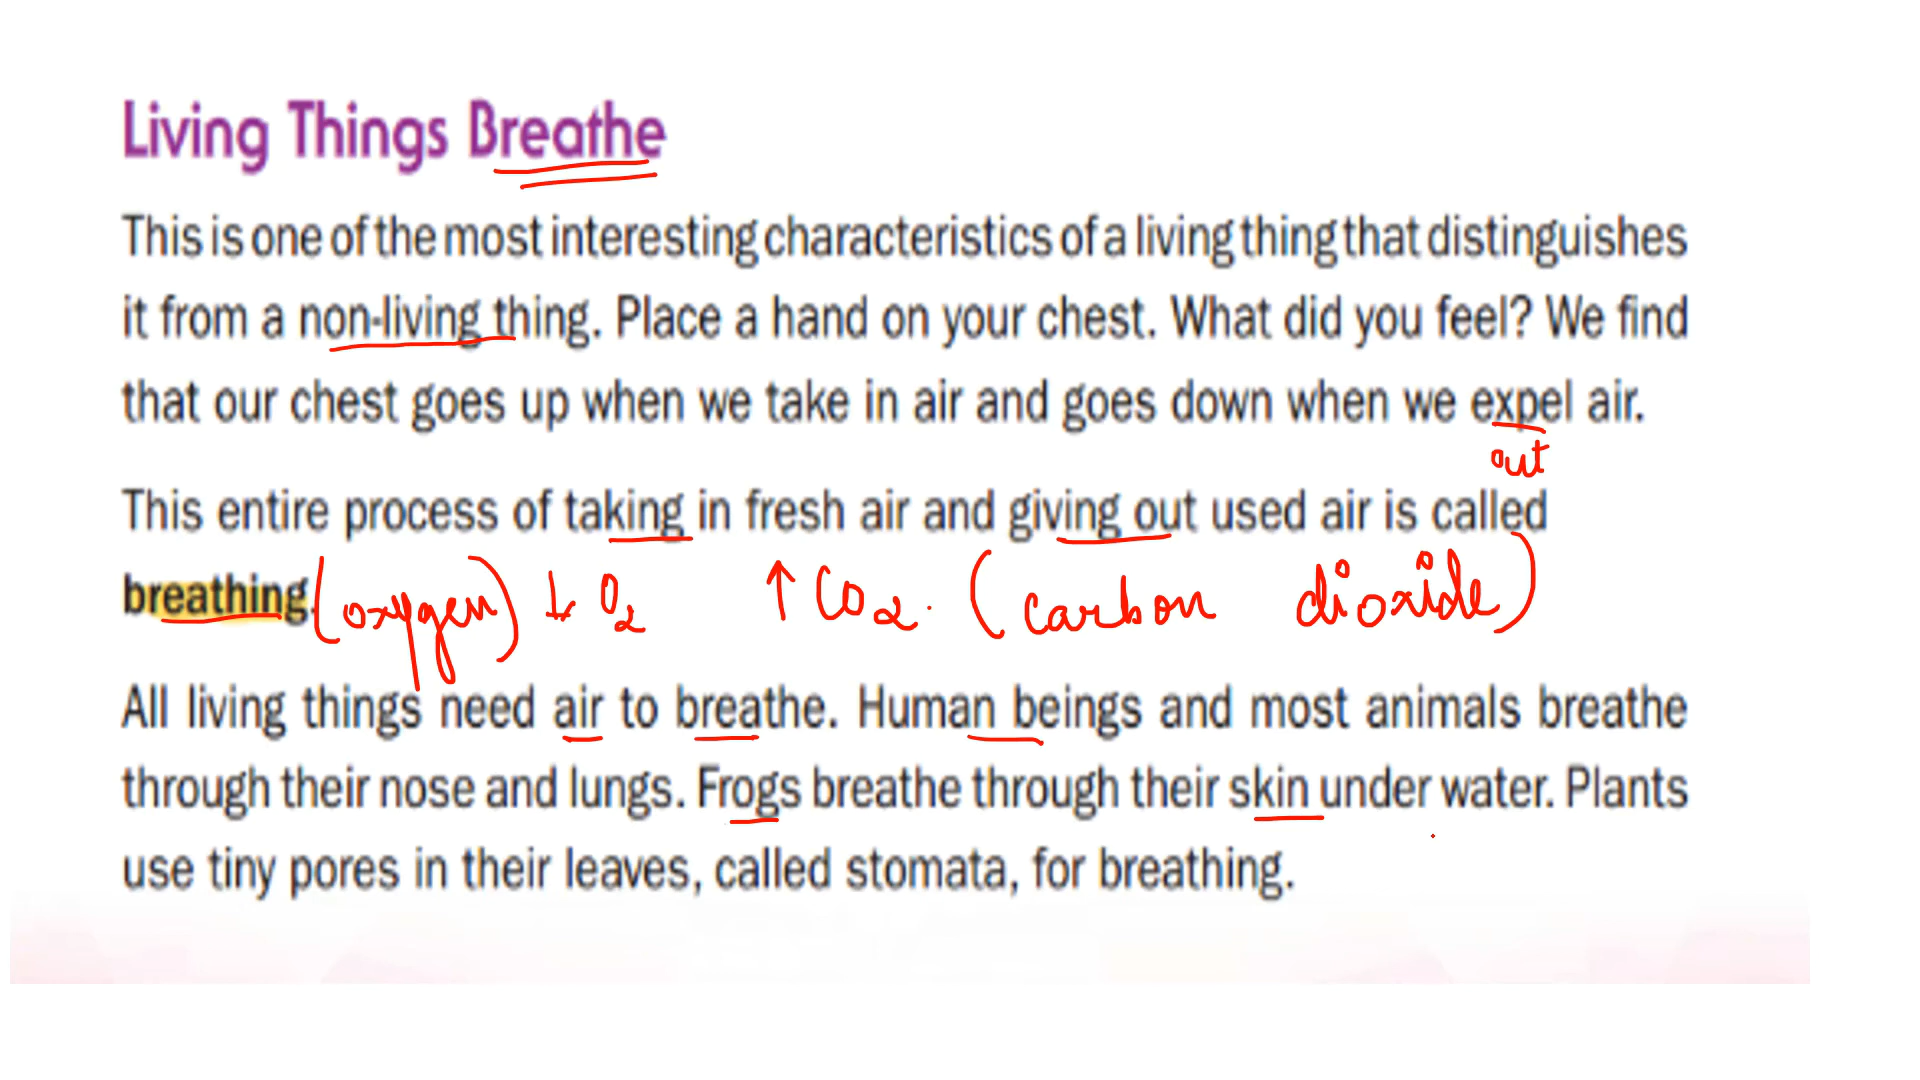 Living Things Breathe
This is one of the most interesting characteristics of a living thing that distinguishes
it from a non-living thing. Place a hand on your chest. What did you feel? We find
that our chest goes up when we take in air and goes down when we expel air.
out
This entire process of taking in fresh air and giving out used air is called
breathing. (oxygen) ↓ O2 ↑ CO2. (carbon dioxide)
All living things need air to breathe. Human beings and most animals breathe
through their nose and lungs. Frogs breathe through their skin under water. Plants
use tiny pores in their leaves, called stomata, for breathing.